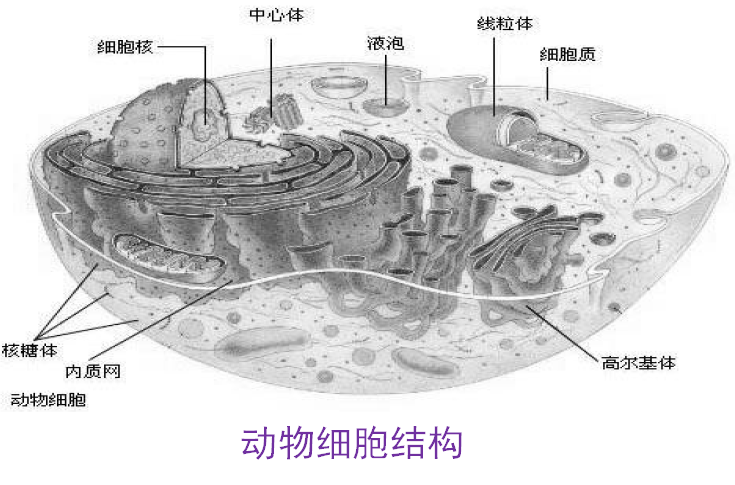 中心体
细胞核
液泡
线粒体
细胞质
核糖体
内质网
高尔基体
动物细胞
动物细胞结构